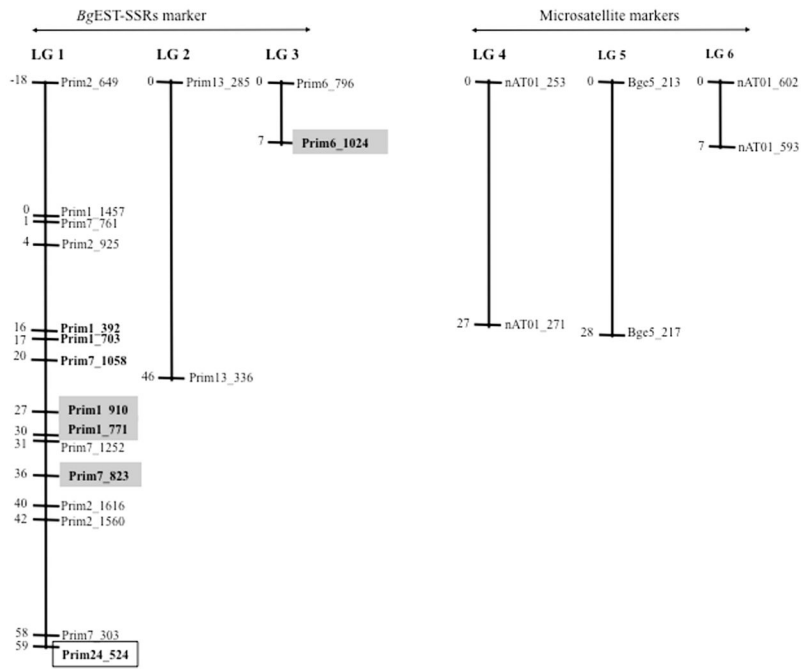 BgEST-SSRs marker
Microsatellite markers
LG 1
LG 2
LG 3
LG 4
LG 5
LG 6
-18 Prim2_649
0 Prim1_1457
1 Prim7_761
4 Prim2_925
16 Prim1_392
17 Prim1_703
20 Prim7_1058
27 Prim1_910
30 Prim1_771
31 Prim7_1252
36 Prim7_823
40 Prim2_1616
42 Prim2_1560
58 Prim7_303
59 Prim24_524
0 Prim13_285
46 Prim13_336
0 Prim6_796
7 Prim6_1024
0 nAT01_253
27 nAT01_271
0 Bge5_213
28 Bge5_217
0 nAT01_602
7 nAT01_593